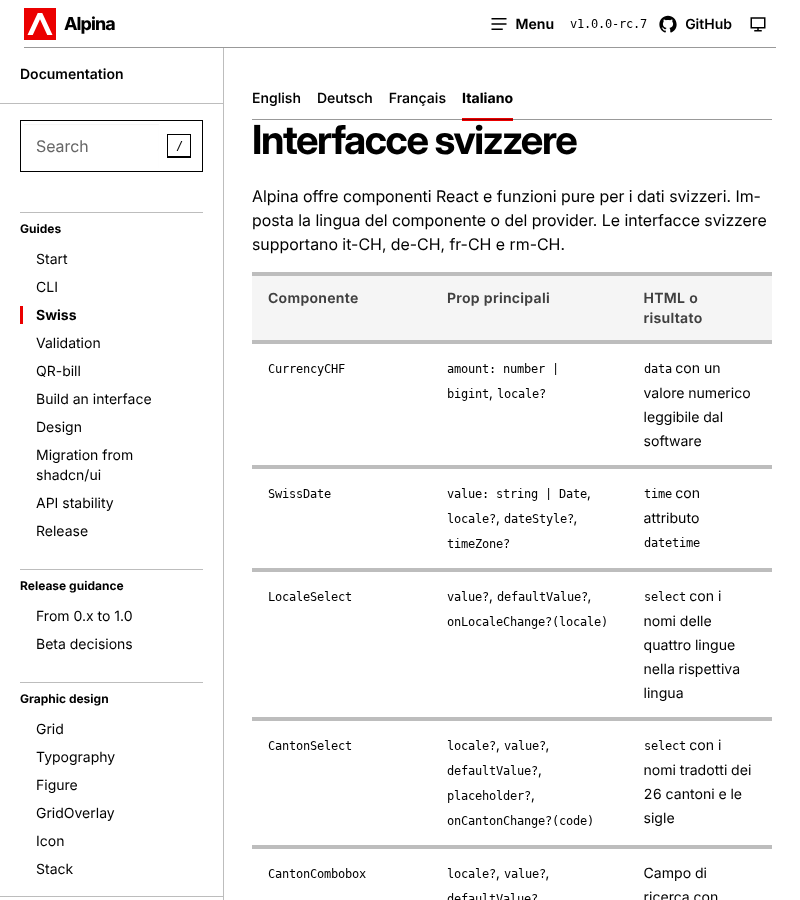 Alpina
Menu
v1.0.0-rc.7
GitHub
Documentation
Search
/
Guides
Start
CLI
Swiss
Validation
QR-bill
Build an interface
Design
Migration from
shadcn/ui
API stability
Release
Release guidance
From 0.x to 1.0
Beta decisions
Graphic design
Grid
Typography
Figure
GridOverlay
Icon
Stack
English Deutsch Français Italiano
Interfacce svizzere
Alpina offre componenti React e funzioni pure per i dati svizzeri. Im-
posta la lingua del componente o del provider. Le interfacce svizzere
supportano it-CH, de-CH, fr-CH e rm-CH.
Componente
Prop principali
HTML o
risultato
CurrencyCHF
amount: number |
bigint, locale?
data con un
valore numerico
leggibile dal
software
SwissDate
value: string | Date,
locale?, dateStyle?,
timeZone?
time con
attributo
datetime
LocaleSelect
value?, defaultValue?,
onLocaleChange?(locale)
select con i
nomi delle
quattro lingue
nella rispettiva
lingua
CantonSelect
locale?, value?,
defaultValue?,
placeholder?,
onCantonChange?(code)
select con i
nomi tradotti dei
26 cantoni e le
sigle
CantonCombobox
locale?, value?,
defaultValue?
Campo di
ricerca con